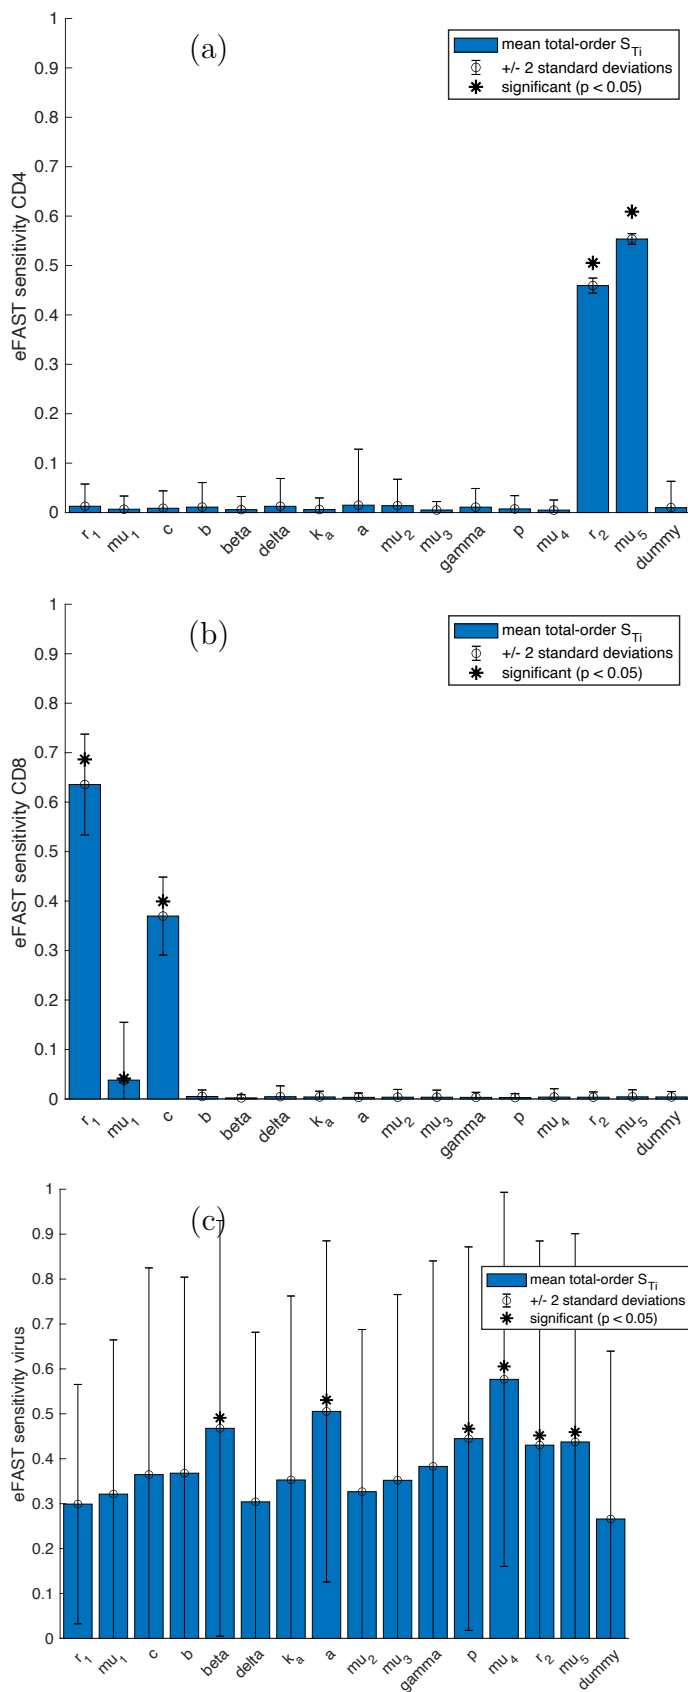 (a)
mean total-order S_Ti
+/- 2 standard deviations
significant (p < 0.05)
eFAST sensitivity CD4
1
0.9
0.8
0.7
0.6
0.5
0.4
0.3
0.2
0.1
0
r_1 mu_1 c b beta delta k_a a mu_2 mu_3 gamma p mu_4 r_2 mu_5 dummy
(b)
mean total-order S_Ti
+/- 2 standard deviations
significant (p < 0.05)
eFAST sensitivity CD8
1
0.9
0.8
0.7
0.6
0.5
0.4
0.3
0.2
0.1
0
r_1 mu_1 c b beta delta k_a a mu_2 mu_3 gamma p mu_4 r_2 mu_5 dummy
(c)
mean total-order S_Ti
+/- 2 standard deviations
significant (p < 0.05)
eFAST sensitivity virus
1
0.9
0.8
0.7
0.6
0.5
0.4
0.3
0.2
0.1
0
r_1 mu_1 c b beta delta k_a a mu_2 mu_3 gamma p mu_4 r_2 mu_5 dummy